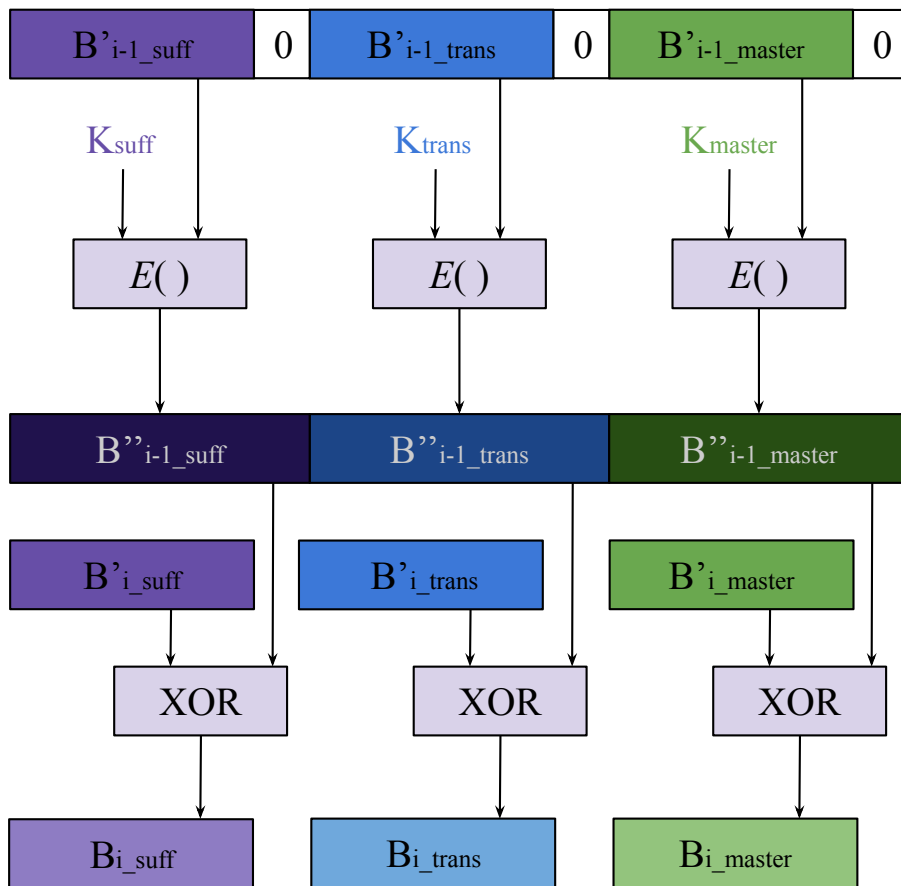 B’i-1_suff 0 B’i-1_trans 0 B’i-1_master 0
Ksuff Ktrans Kmaster
E( ) E( ) E( )
B’’i-1_suff B’’i-1_trans B’’i-1_master
B’i_suff B’i_trans B’i_master
XOR XOR XOR
Bi_suff Bi_trans Bi_master